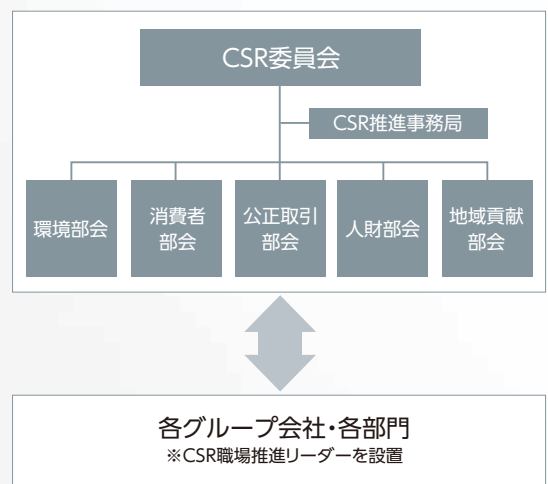 CSR委員会
CSR推進事務局
環境部会
消費者
部会
公正取引
部会
人財部会
地域貢献
部会
各グループ会社・各部門
※CSR職場推進リーダーを設置